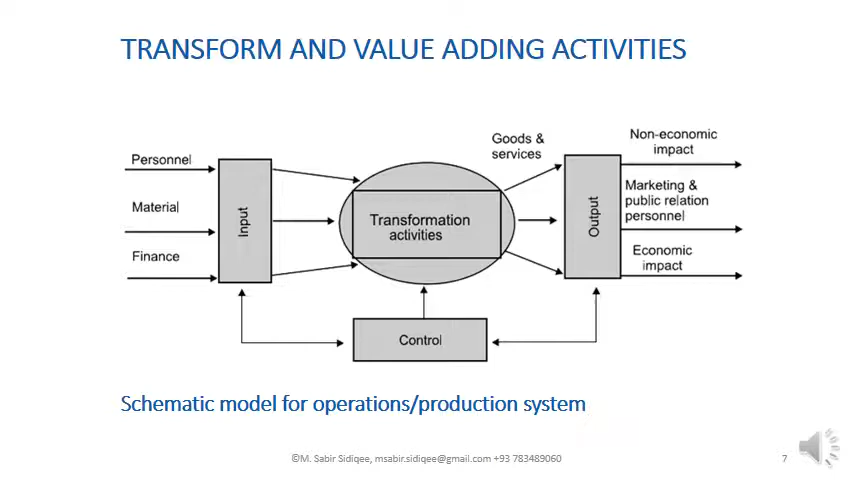 TRANSFORM AND VALUE ADDING ACTIVITIES
Personnel
Material
Finance
Input
Transformation
activities
Goods &
services
Output
Non-economic
impact
Marketing &
public relation
personnel
Economic
impact
Control
Schematic model for operations/production system
©M. Sabir Sidiqee, msabir.sidiqee@gmail.com +93 783489060
7